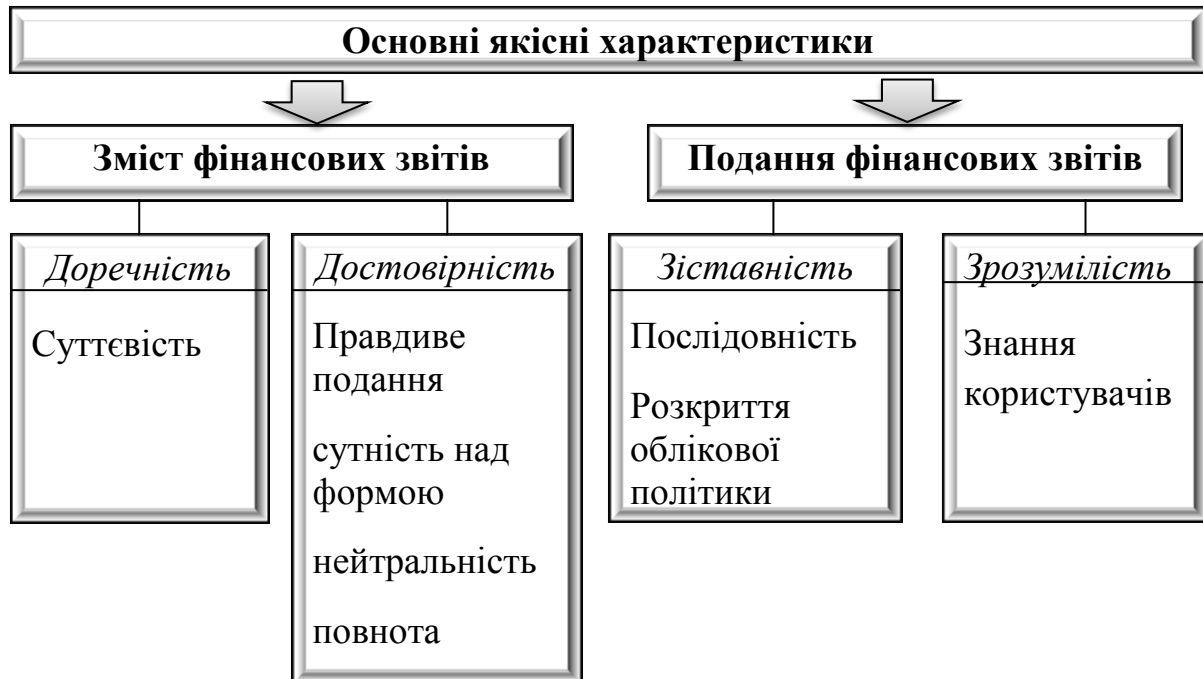 Основні якісні характеристики
Зміст фінансових звітів
Подання фінансових звітів
Доречність
Суттєвість
Достовірність
Правдиве
подання
сутність над
формою
нейтральність
повнота
Зіставність
Послідовність
Розкриття
облікової
політики
Зрозумілість
Знання
користувачів